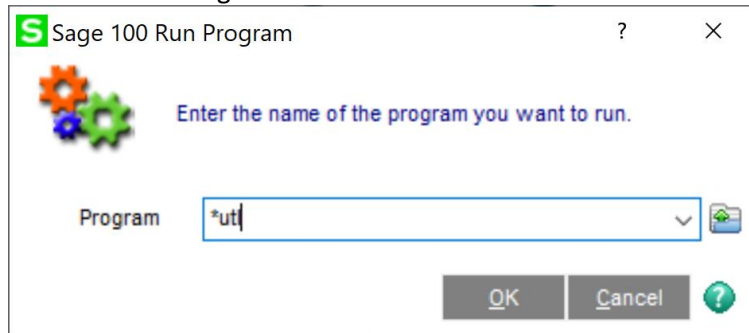 S Sage 100 Run Program ?
Enter the name of the program you want to run.
Program *utl
OK Cancel ?